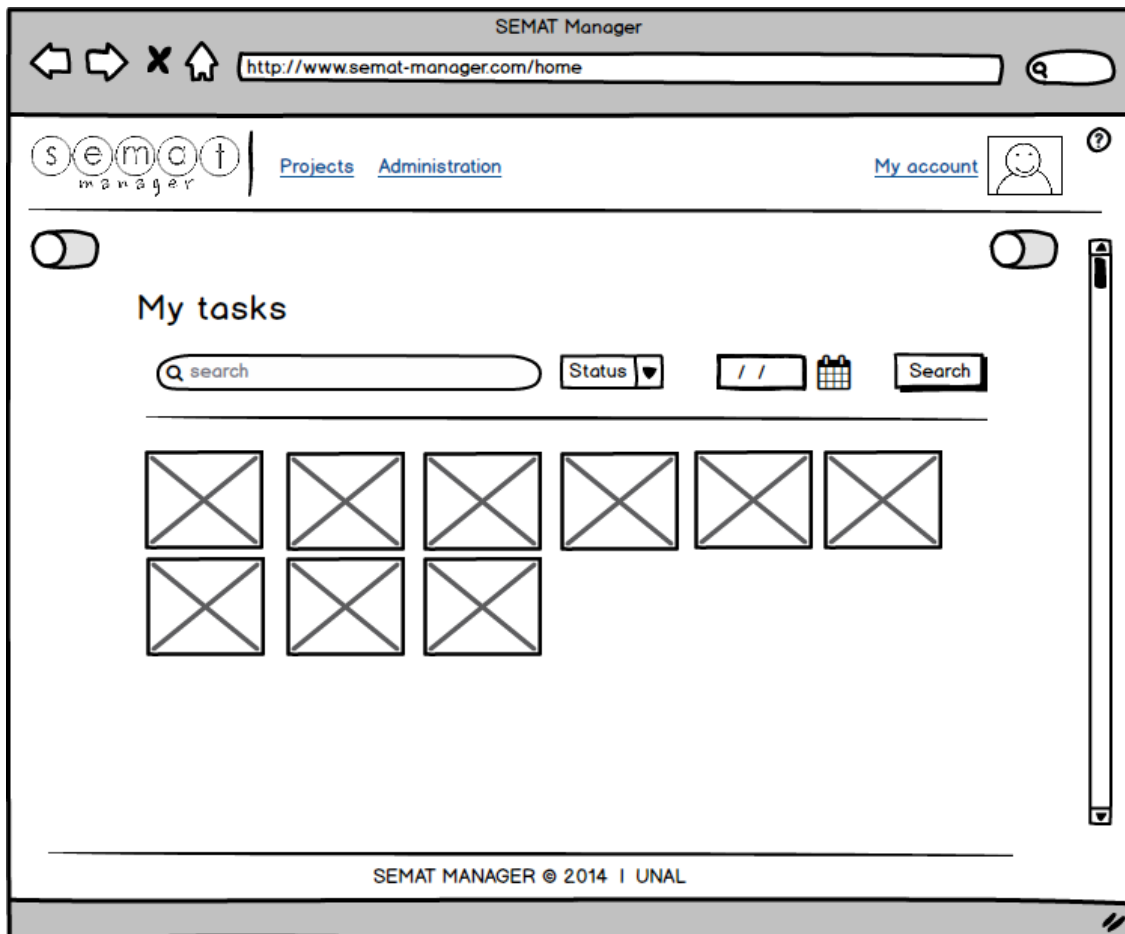 SEMAT Manager
http://www.semat-manager.com/home
semat
manager
Projects Administration My account ?
My tasks
search Status / / Search
SEMAT MANAGER © 2014 | UNAL